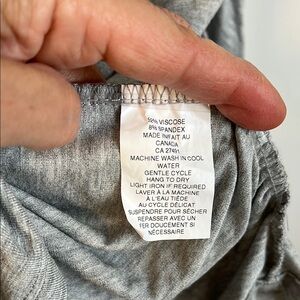 92% VISCOSE
8% SPANDEX
MADE IN/FAIT AU
CANADA
CA 27491
MACHINE WASH IN COOL
WATER
GENTLE CYCLE
HANG TO DRY
LIGHT IRON IF REQUIRED
LAVER À LA MACHINE
À L'EAU TIÈDE
AU CYCLE DÉLICAT
SUSPENDRE POUR SÉCHER
REPASSER AVEC UN
FER DOUCEMENT SI
NÉCESSAIRE